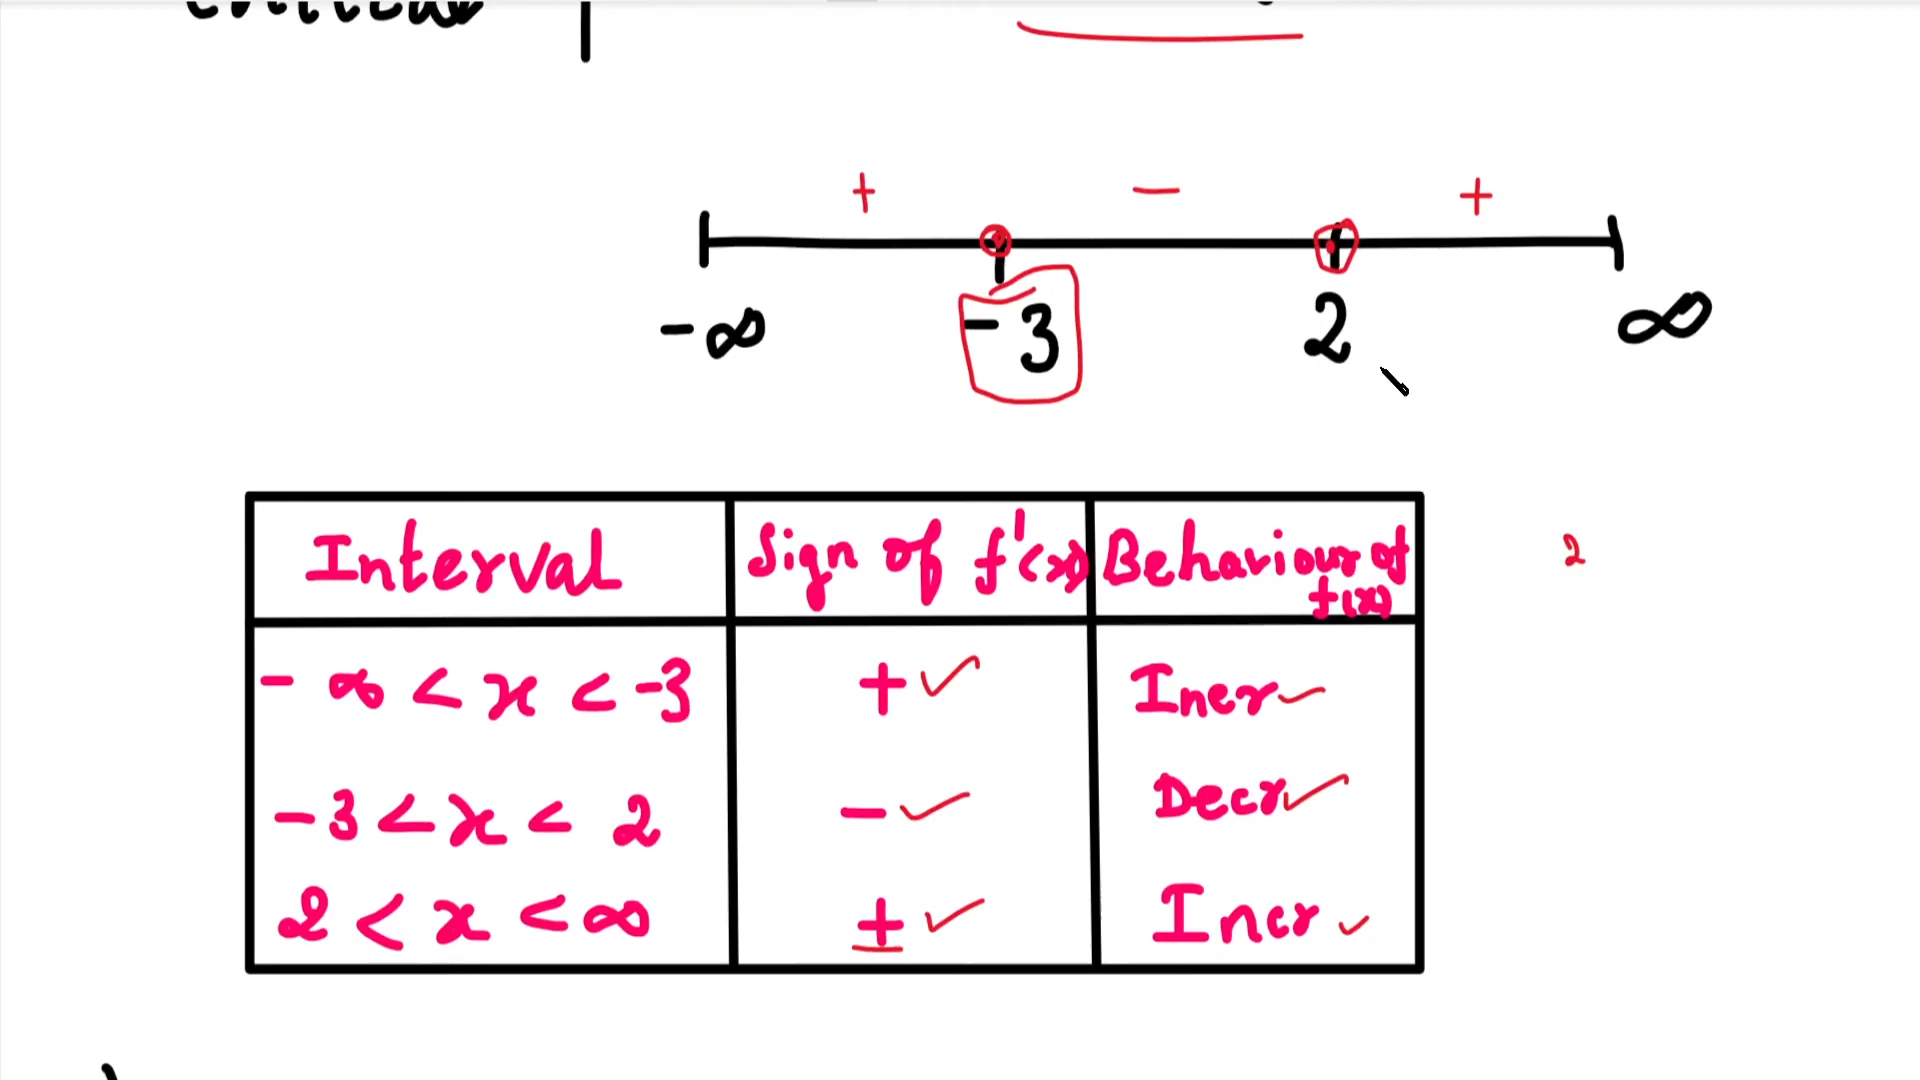 + − +
-∞ -3 2 ∞
Interval Sign of f'(x) Behaviour of f(x)
2
- ∞ < x < -3 + ✓ Incr ✓
-3 < x < 2 - ✓ Decr ✓
2 < x < ∞ + ✓ Incr ✓